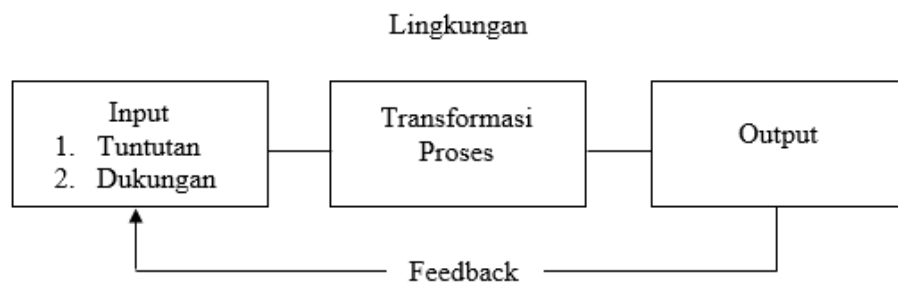 Lingkungan
Input
1. Tuntutan
2. Dukungan
Transformasi
Proses
Output
Feedback